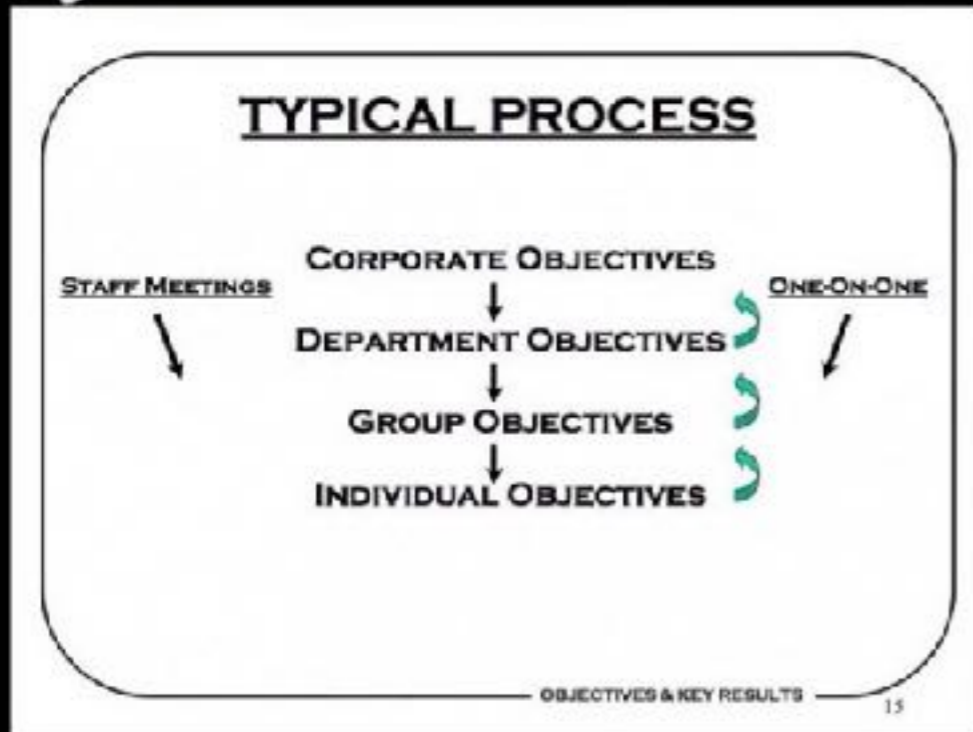 TYPICAL PROCESS
CORPORATE OBJECTIVES
STAFF MEETINGS
ONE-ON-ONE
DEPARTMENT OBJECTIVES
GROUP OBJECTIVES
INDIVIDUAL OBJECTIVES
OBJECTIVES & KEY RESULTS
15